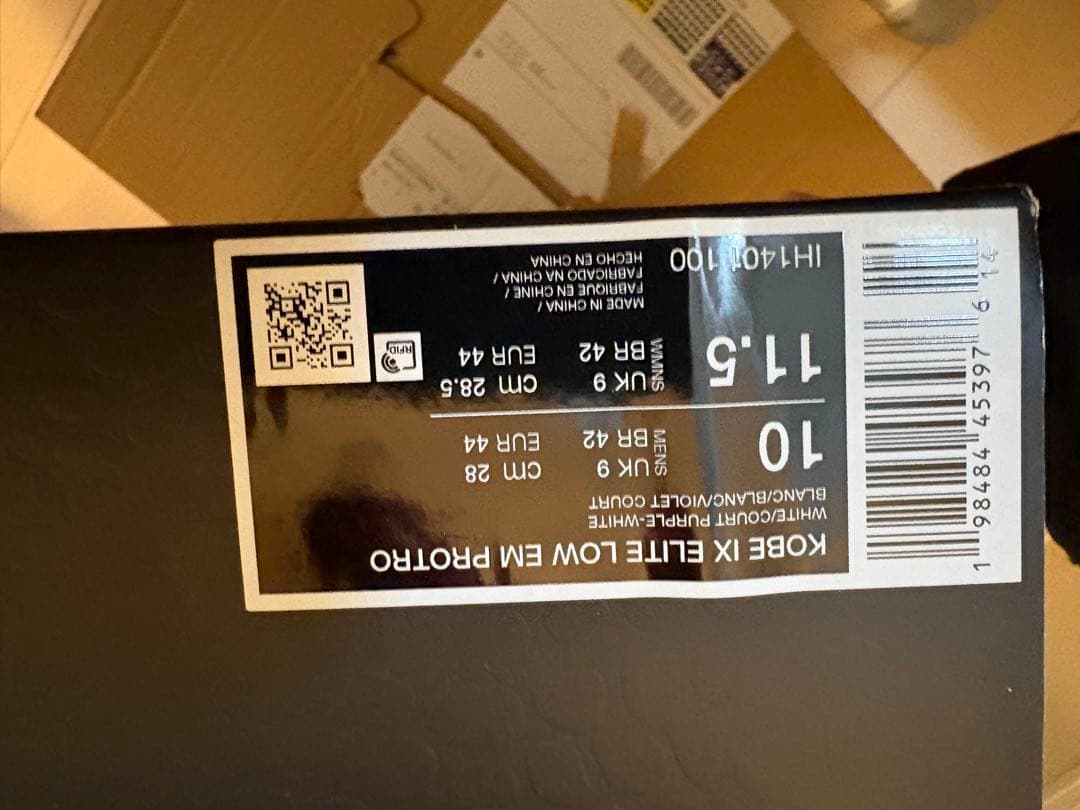 KOBE IX ELITE LOW EM PROTRO
WHITE/COURT PURPLE-WHITE
BLANC/BLANC/VIOLET COURT
10
MENS
UK 9
cm 28
BR 42
EUR 44
11.5
WMNS
UK 9
cm 28.5
BR 42
EUR 44
RFID
MADE IN CHINA /
FABRIQUÉ EN CHINE /
FABRICADO NA CHINA /
HECHO EN CHINA
IH1401 100
1 98484 45397 6 14